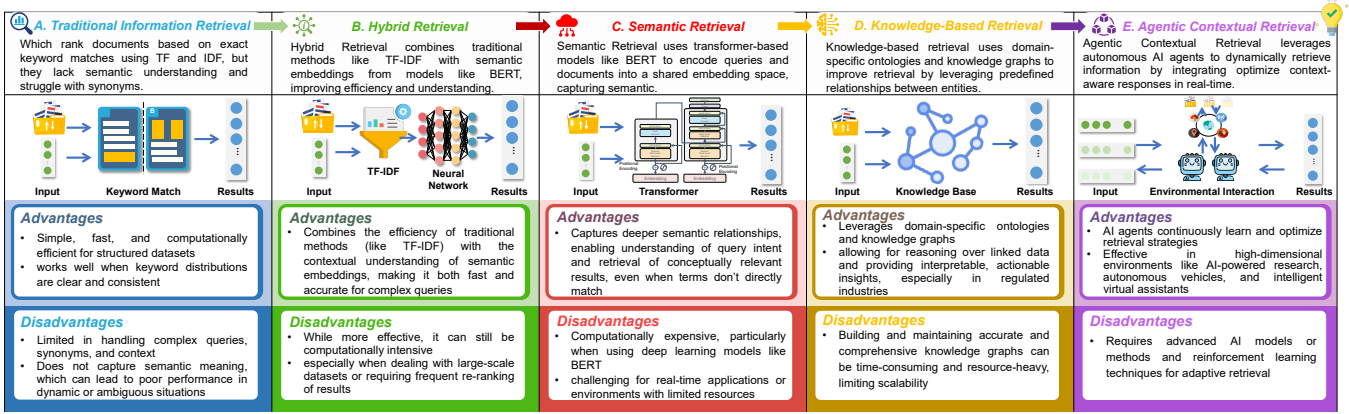 A. Traditional Information Retrieval
Which rank documents based on exact
keyword matches using TF and IDF, but
they lack semantic understanding and
struggle with synonyms.
Input
Keyword Match
Results
Advantages
• Simple, fast, and computationally
efficient for structured datasets
• works well when keyword distributions
are clear and consistent
Disadvantages
• Limited in handling complex queries,
synonyms, and context
• Does not capture semantic meaning,
which can lead to poor performance in
dynamic or ambiguous situations
B. Hybrid Retrieval
Hybrid Retrieval combines traditional
methods like TF-IDF with semantic
embeddings from models like BERT,
improving efficiency and understanding.
Input
TF-IDF
Neural
Network
Results
Advantages
• Combines the efficiency of traditional
methods (like TF-IDF) with the
contextual understanding of semantic
embeddings, making it both fast and
accurate for complex queries
Disadvantages
• While more effective, it can still be
computationally intensive
• especially when dealing with large-scale
datasets or requiring frequent re-ranking
of results
C. Semantic Retrieval
Semantic Retrieval uses transformer-based
models like BERT to encode queries and
documents into a shared embedding space,
capturing semantic.
Input
Positional
Encoding
Embedding
Embedding
Positional
Encoding
Transformer
Results
Advantages
• Captures deeper semantic relationships,
enabling understanding of query intent
and retrieval of conceptually relevant
results, even when terms don't directly
match
Disadvantages
• Computationally expensive, particularly
when using deep learning models like
BERT
• challenging for real-time applications or
environments with limited resources
D. Knowledge-Based Retrieval
Knowledge-based retrieval uses domain-
specific ontologies and knowledge graphs to
improve retrieval by leveraging predefined
relationships between entities.
Input
Knowledge Base
Results
Advantages
• Leverages domain-specific ontologies
and knowledge graphs
• allowing for reasoning over linked data
and providing interpretable, actionable
insights, especially in regulated
industries
Disadvantages
• Building and maintaining accurate and
comprehensive knowledge graphs can
be time-consuming and resource-heavy,
limiting scalability
E. Agentic Contextual Retrieval
Agentic Contextual Retrieval leverages
autonomous AI agents to dynamically retrieve
information by integrating optimize context-
aware responses in real-time.
Input
Environmental Interaction
Results
Advantages
• AI agents continuously learn and optimize
retrieval strategies
• Effective in high-dimensional
environments like AI-powered research,
autonomous vehicles, and intelligent
virtual assistants
Disadvantages
• Requires advanced AI models or
methods and reinforcement learning
techniques for adaptive retrieval